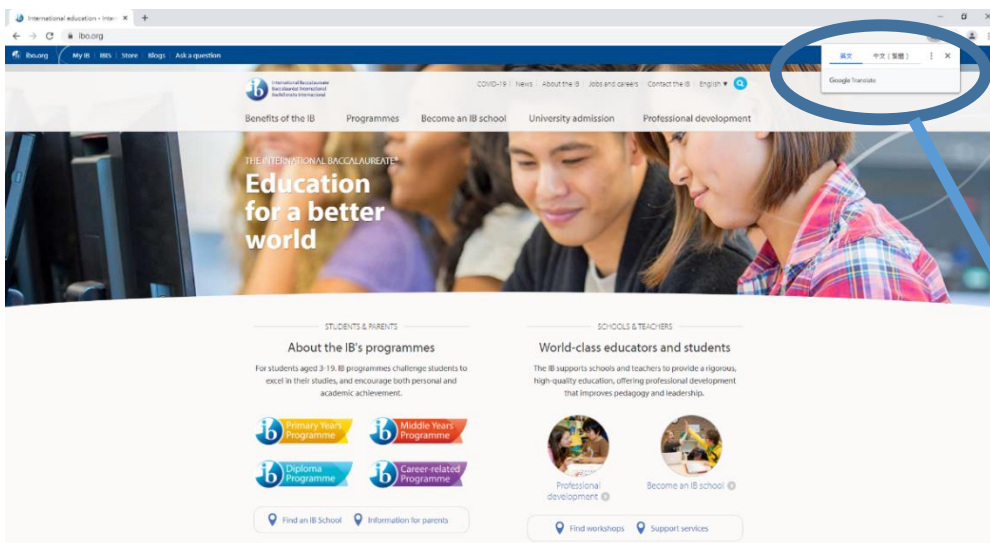 International education - Inter
ibo.org
ibo.org My IB IBIS Store Blogs Ask a question
英文 中文（繁體）
Google Translate
International Baccalaureate
Baccalauréat International
Bachillerato Internacional
COVID-19 News About the IB Jobs and careers Contact the IB English
Benefits of the IB Programmes Become an IB school University admission Professional development
THE INTERNATIONAL BACCALAUREATE®
Education
for a better
world
STUDENTS & PARENTS
About the IB's programmes
For students aged 3-19. IB programmes challenge students to
excel in their studies, and encourage both personal and
academic achievement.
ib Primary Years
Programme
ib Middle Years
Programme
ib Diploma
Programme
ib Career-related
Programme
Find an IB School Information for parents
SCHOOLS & TEACHERS
World-class educators and students
The IB supports schools and teachers to provide a rigorous,
high-quality education, offering professional development
that improves pedagogy and leadership.
Professional
development
Become an IB school
Find workshops Support services